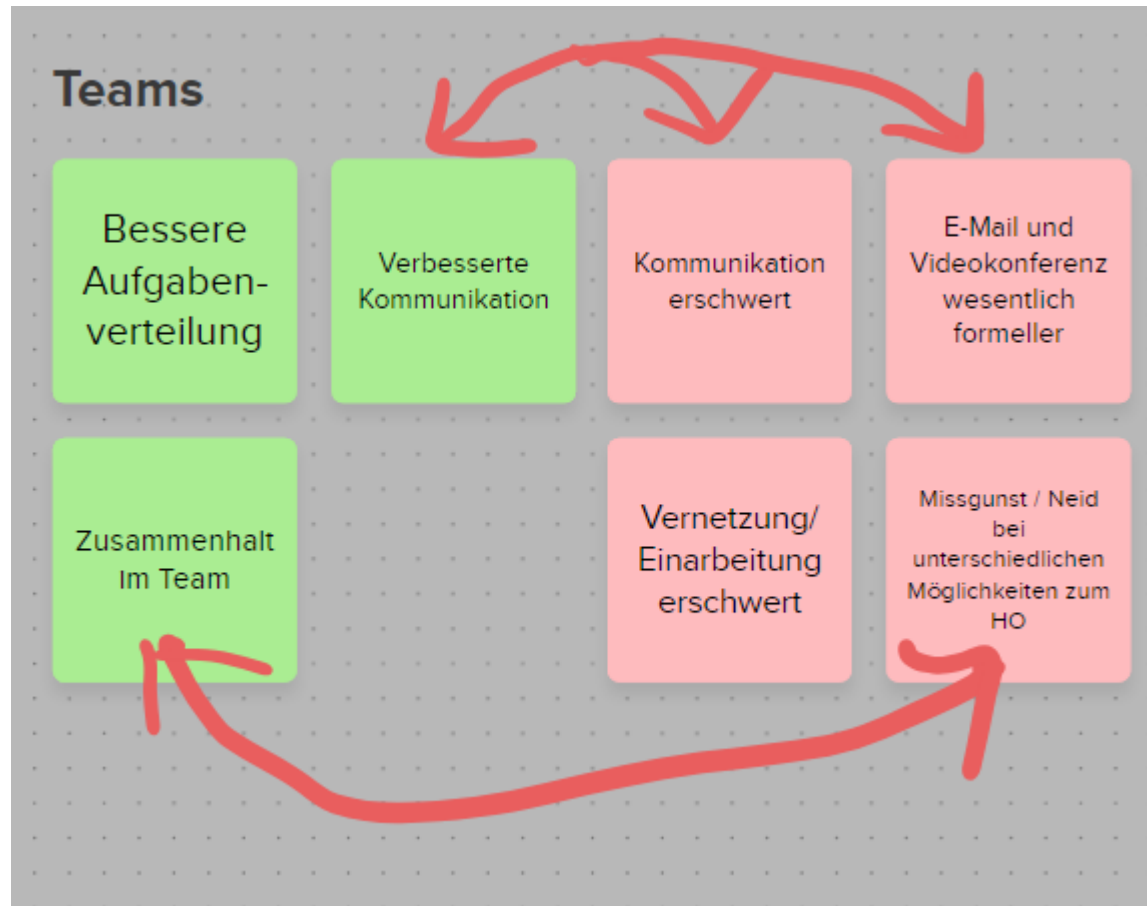 Teams
Bessere
Aufgaben-
verteilung
Verbesserte
Kommunikation
Kommunikation
erschwert
E-Mail und
Videokonferenz
wesentlich
formeller
Zusammenhalt
Im Team
Vernetzung/
Einarbeitung
erschwert
Missgunst / Neid
bei
unterschiedlichen
Möglichkeiten zum
HO